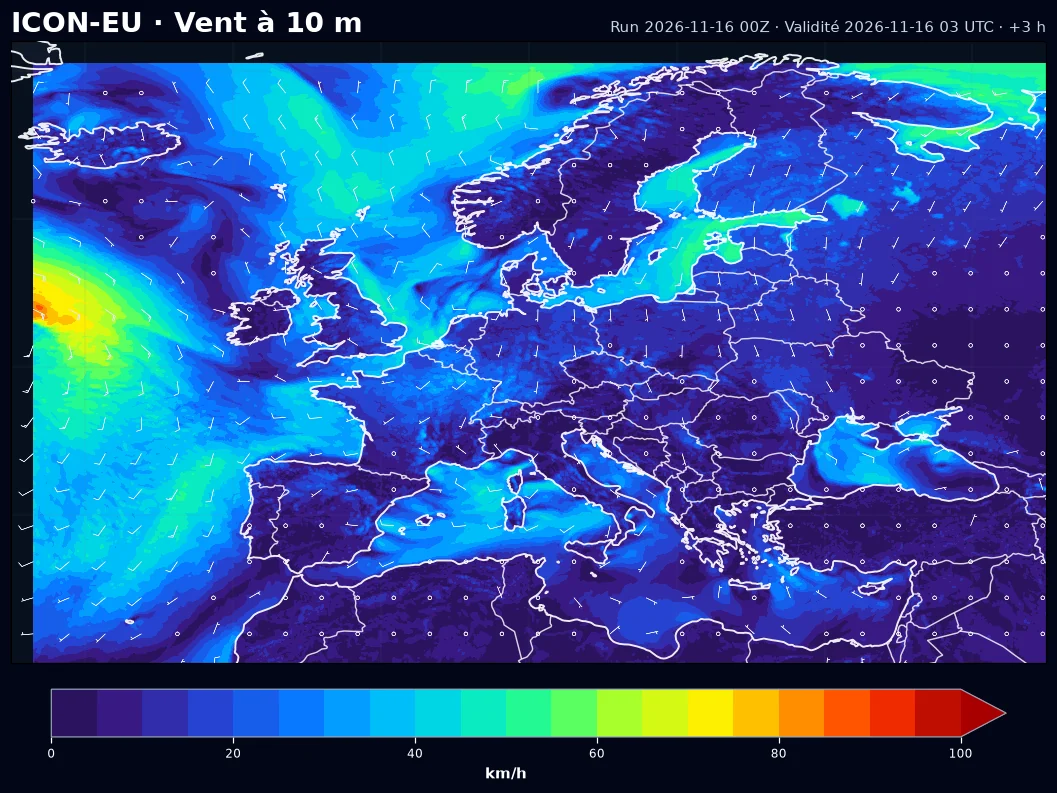 ICON-EU · Vent à 10 m
Run 2026-11-16 00Z · Validité 2026-11-16 03 UTC · +3 h
0 20 40 60 80 100
km/h